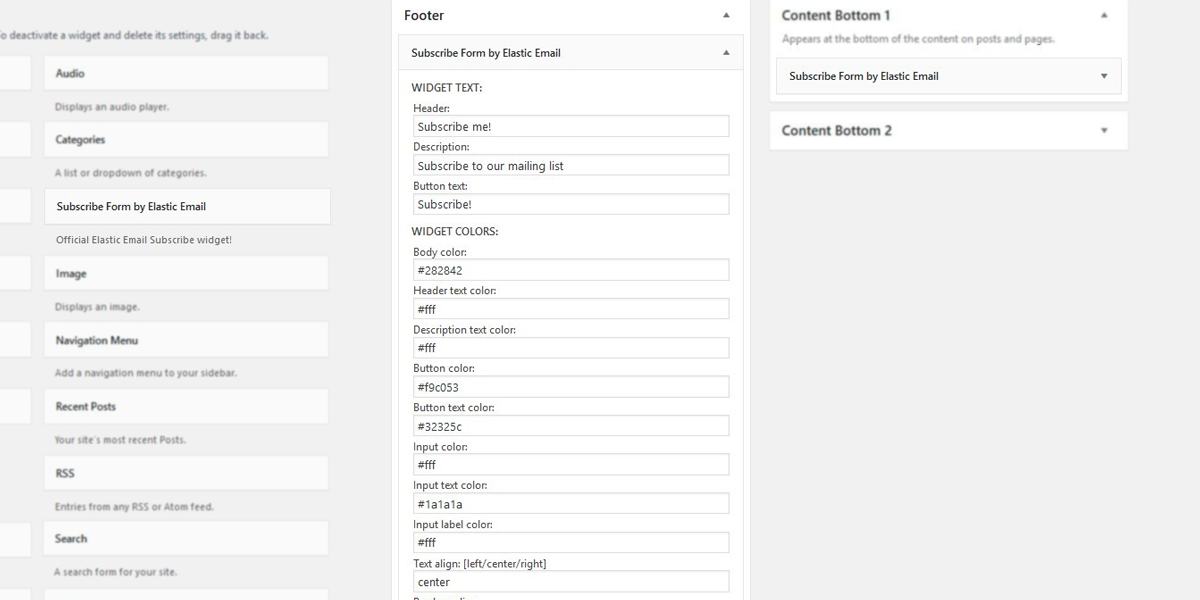 To deactivate a widget and delete its settings, drag it back.
Audio
Displays an audio player.
Categories
A list or dropdown of categories.
Subscribe Form by Elastic Email
Official Elastic Email Subscribe widget!
Image
Displays an image.
Navigation Menu
Add a navigation menu to your sidebar.
Recent Posts
Your site's most recent Posts.
RSS
Entries from any RSS or Atom feed.
Search
A search form for your site.
Footer
Subscribe Form by Elastic Email
WIDGET TEXT:
Header:
Subscribe me!
Description:
Subscribe to our mailing list
Button text:
Subscribe!
WIDGET COLORS:
Body color:
#282842
Header text color:
#fff
Description text color:
#fff
Button color:
#f9c053
Button text color:
#32325c
Input color:
#fff
Input text color:
#1a1a1a
Input label color:
#fff
Text align: [left/center/right]
center
Content Bottom 1
Appears at the bottom of the content on posts and pages.
Subscribe Form by Elastic Email
Content Bottom 2